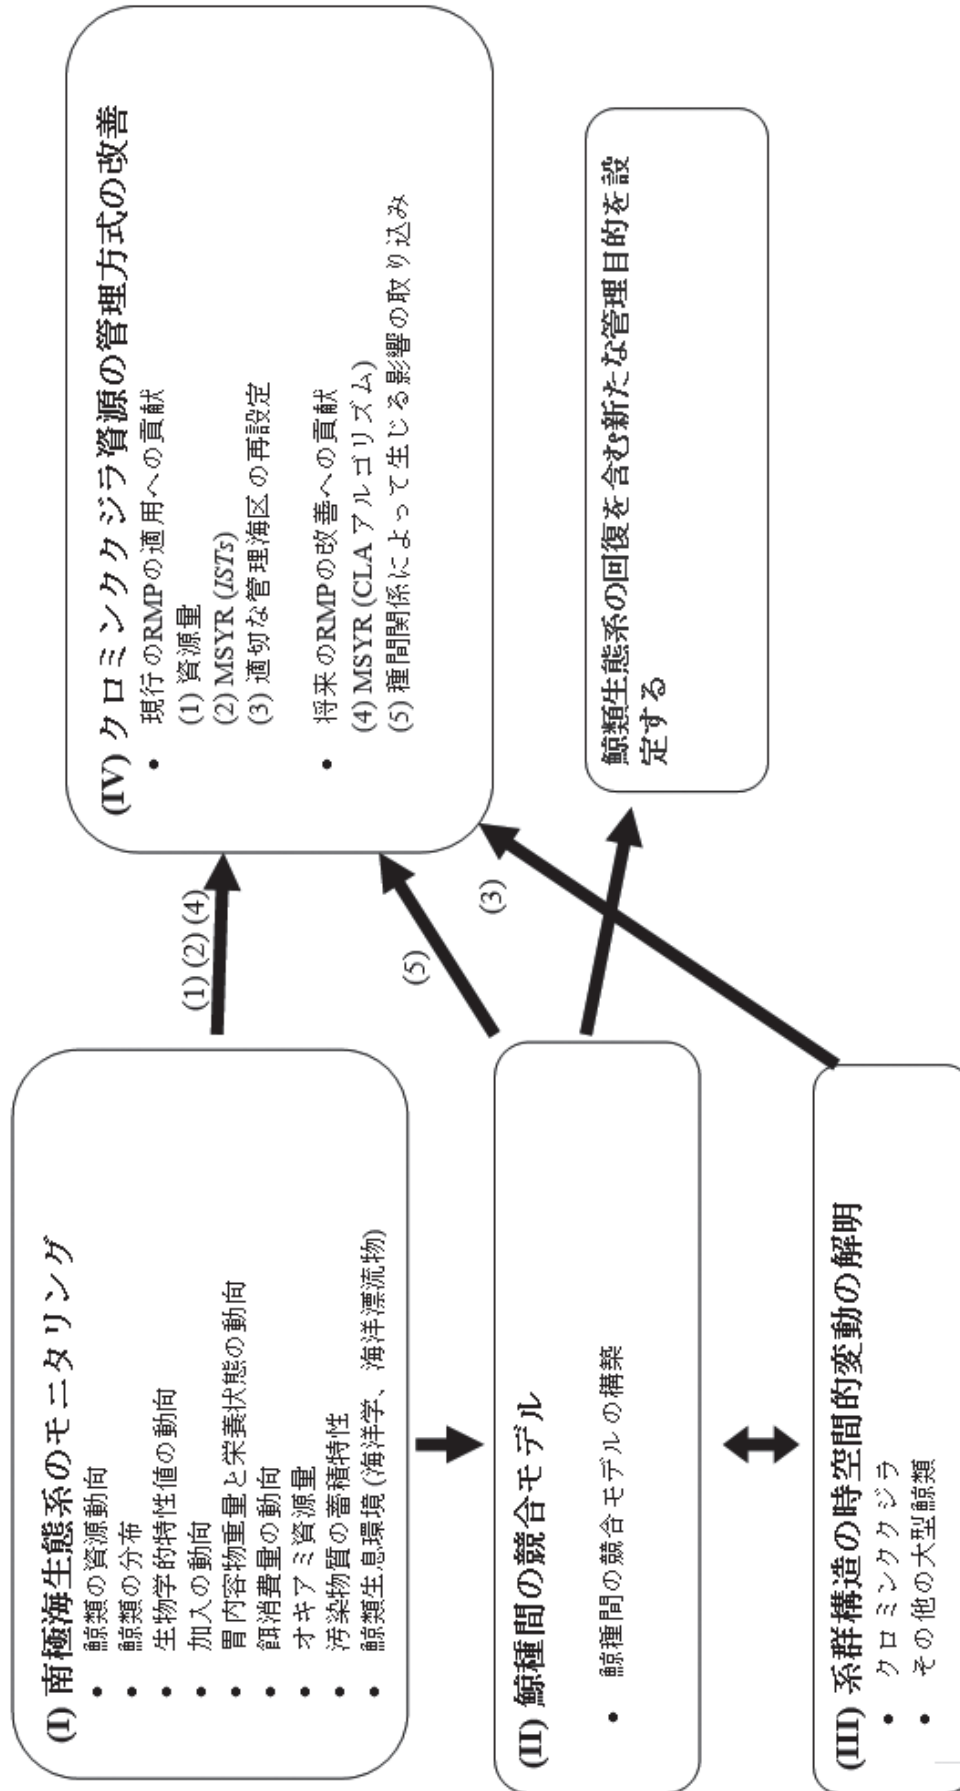 (I) 南極海生態系のモニタリング
• 鯨類の資源動向
• 鯨類の分布
• 生物学的特性値の動向
• 加入の動向
• 胃内容物重量と栄養状態の動向
• 餌消費量の動向
• オキアミ資源量
• 汚染物質の蓄積特性
• 鯨類生息環境(海洋学、海洋漂流物)
(II) 鯨種間の競合モデル
• 鯨種間の競合モデルの構築
(III) 系群構造の時空間的変動の解明
• クロミンククジラ
• その他の大型鯨類
(1) (2) (4)
(5)
(3)
(IV) クロミンククジラ資源の管理方式の改善
• 現行のRMPの適用への貢献
(1) 資源量
(2) MSYR (ISTs)
(3) 適切な管理海区の再設定
• 将来のRMPの改善への貢献
(4) MSYR (CLA アルゴリズム)
(5) 種間関係によって生じる影響の取り込み
鯨類生態系の回復を含む新たな管理目的を設
定する